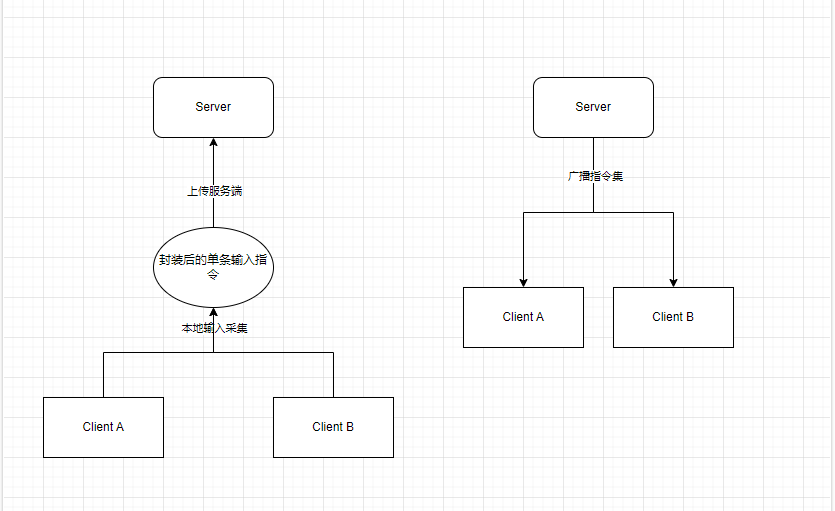 Server
上传服务端
封装后的单条输入指
令
本地输入采集
Client A
Client B
Server
广播指令集
Client A
Client B